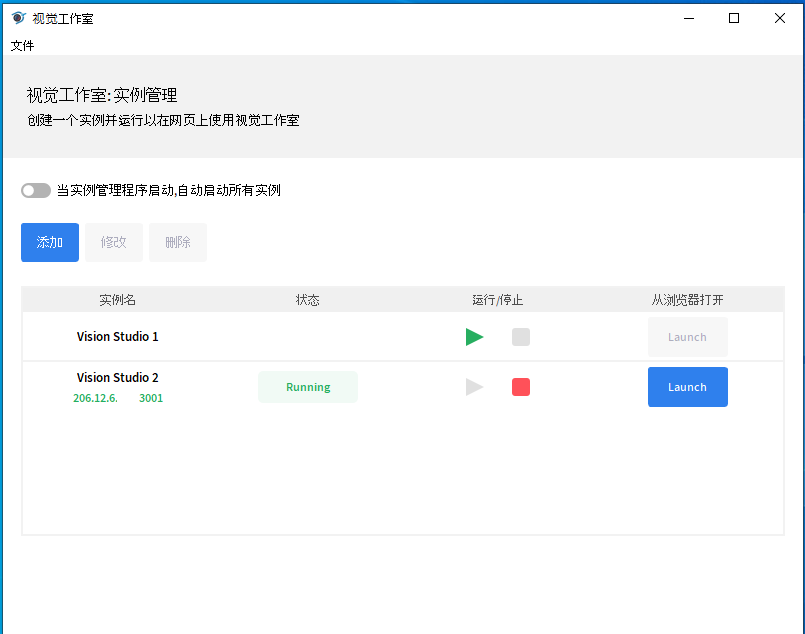 视觉工作室
文件
视觉工作室:实例管理
创建一个实例并运行以在网页上使用视觉工作室
当实例管理程序启动,自动启动所有实例
添加 修改 删除
实例名 状态 运行/停止 从浏览器打开
Vision Studio 1 Launch
Vision Studio 2 Running Launch
206.12.6. 3001